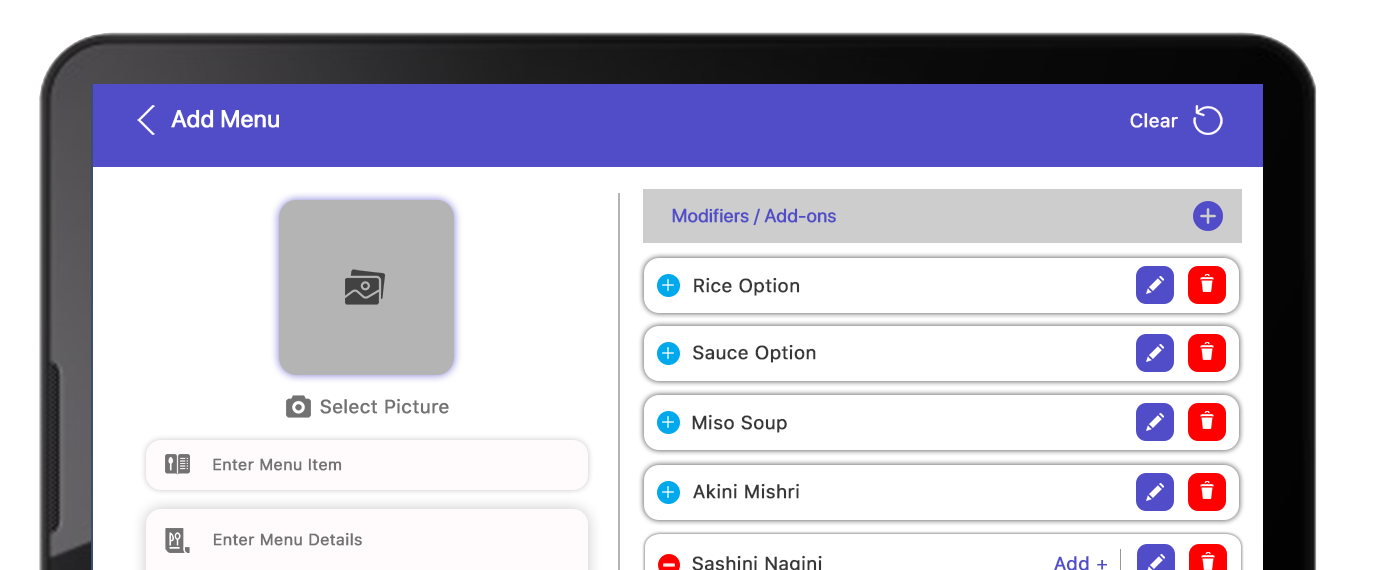 Add Menu
Clear
Select Picture
Enter Menu Item
Enter Menu Details
Modifiers / Add-ons
Rice Option
Sauce Option
Miso Soup
Akini Mishri
Sashini Nagini
Add +